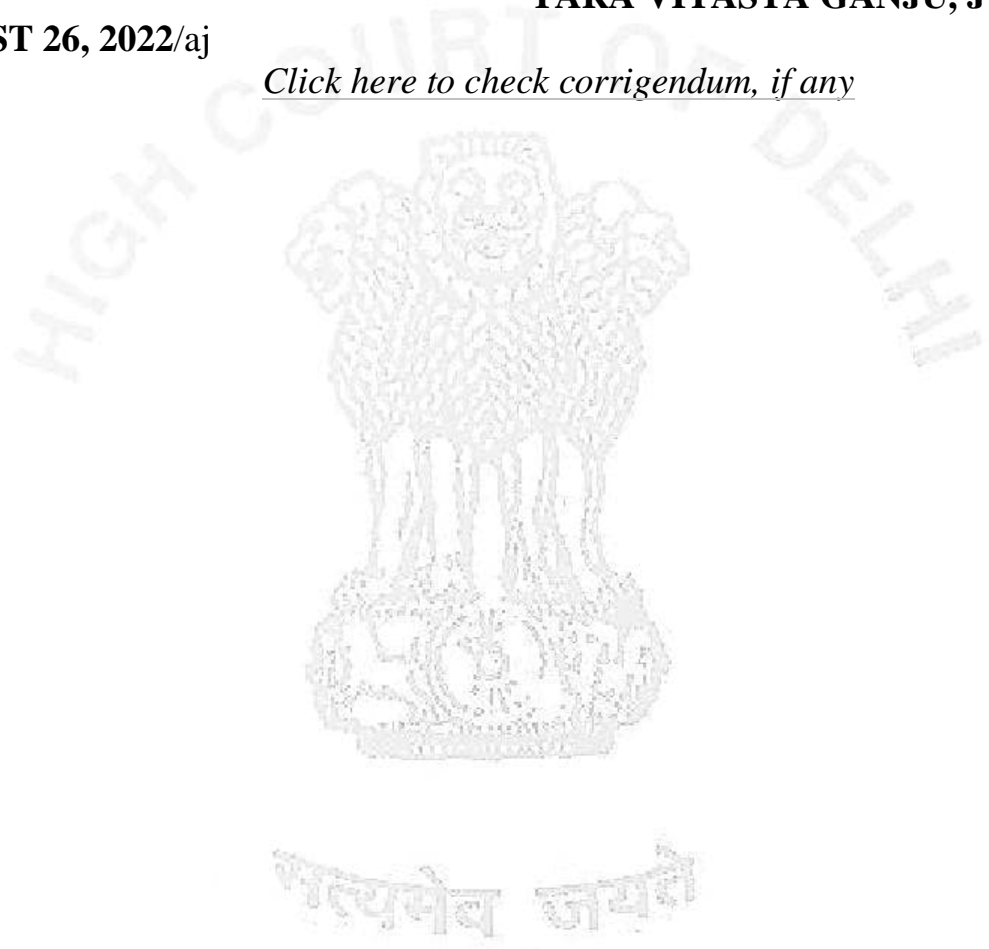 TARA VITASTA GANJU, J
ST 26, 2022/aj
Click here to check corrigendum, if any
HIGH COURT OF DELHI
सत्यमेव जयते